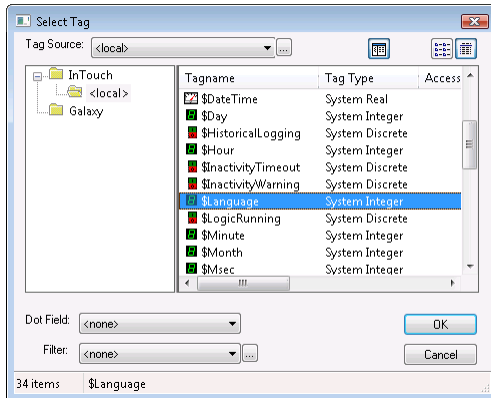 Select Tag
Tag Source: <local> ...
InTouch
<local>
Galaxy
Tagname Tag Type Access
$DateTime System Real
$Day System Integer
$HistoricalLogging System Discrete
$Hour System Integer
$InactivityTimeout System Discrete
$InactivityWarning System Discrete
$Language System Integer
$LogicRunning System Discrete
$Minute System Integer
$Month System Integer
$Msec System Integer
Dot Field: <none> OK
Filter: <none> ... Cancel
34 items $Language